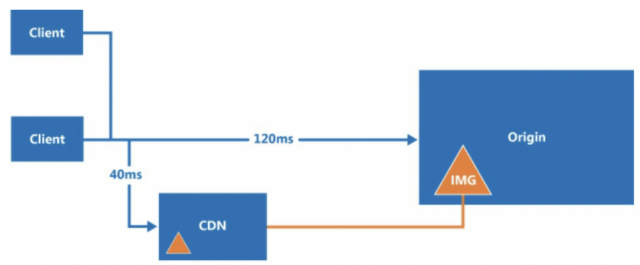 Client
Client
120ms
Origin
40ms
IMG
CDN